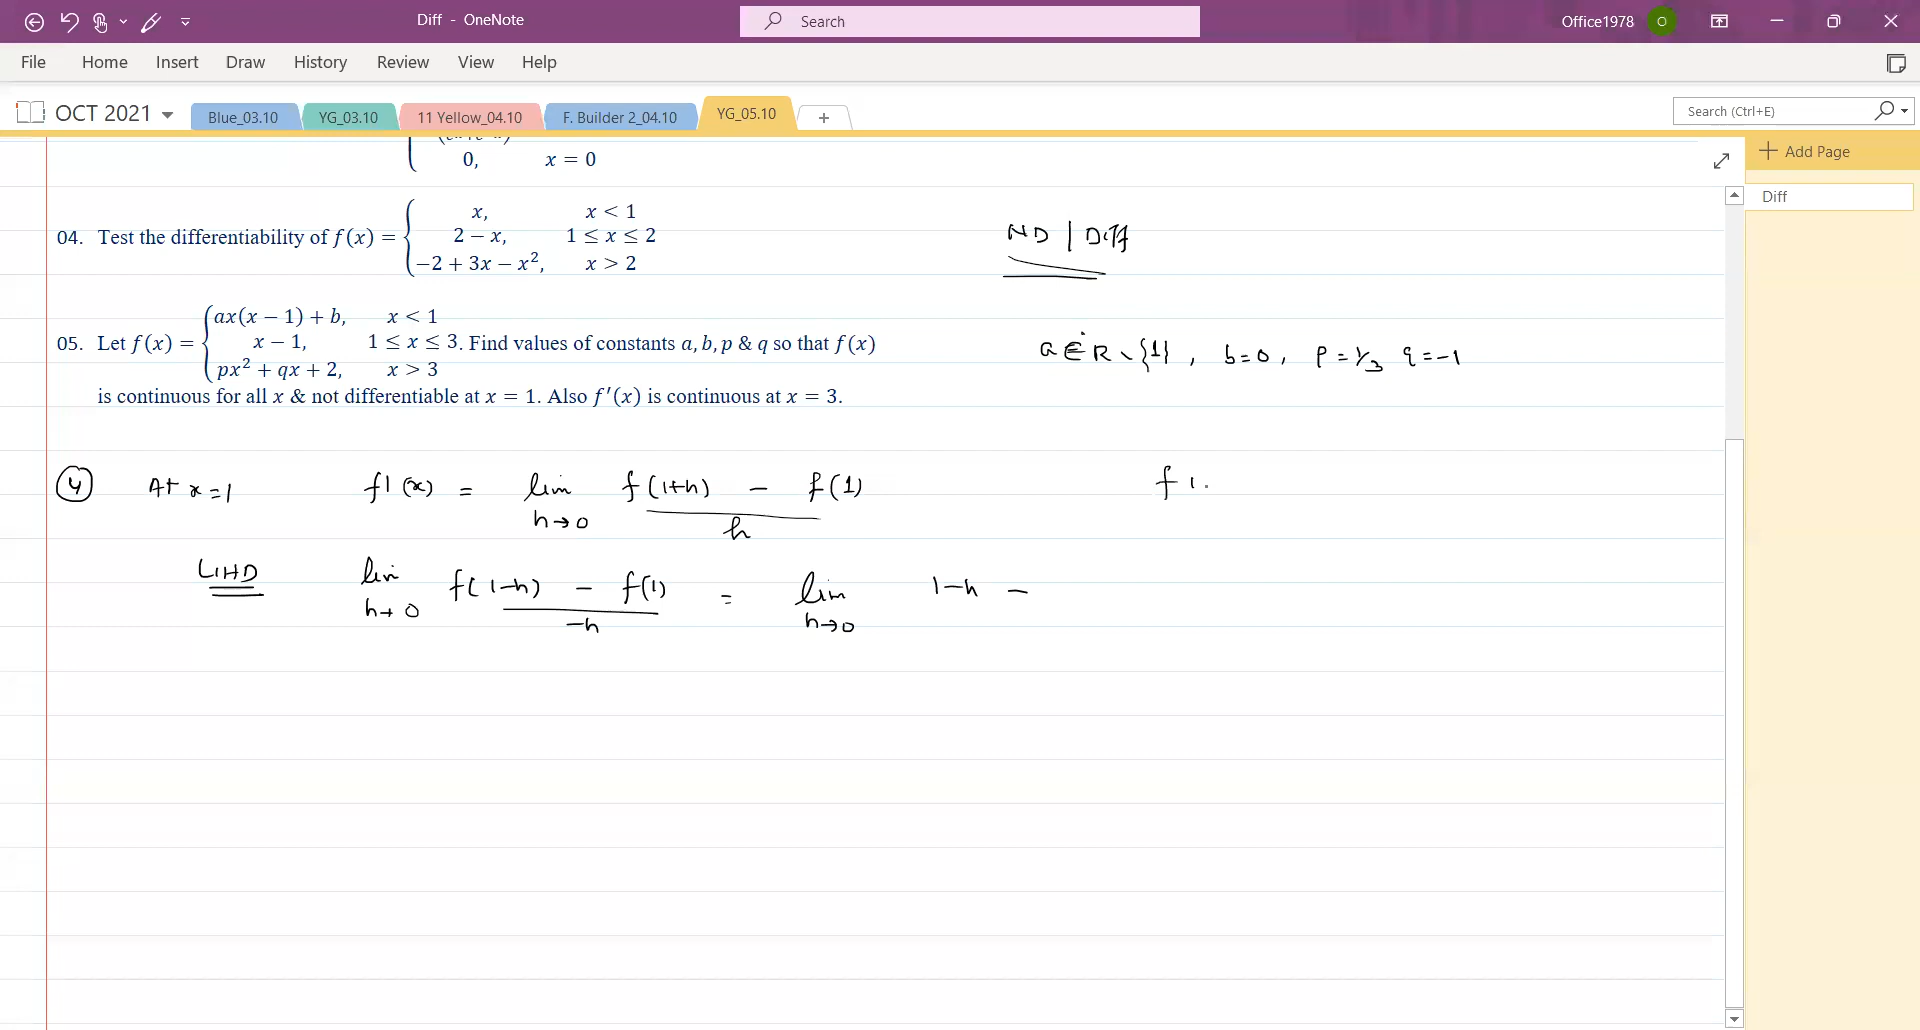 Diff - OneNote
Search
Office1978
O
File Home Insert Draw History Review View Help
OCT 2021
Blue_03.10
YG_03.10
11 Yellow_04.10
F. Builder 2_04.10
YG_05.10
+
Search (Ctrl+E)
Add Page
Diff
0, x = 0
04. Test the differentiability of f(x) = { x, x < 1
2 − x, 1 ≤ x ≤ 2
−2 + 3x − x², x > 2
ND | Diff
05. Let f(x) = { ax(x − 1) + b, x < 1
x − 1, 1 ≤ x ≤ 3. Find values of constants a, b, p & q so that f(x)
px² + qx + 2, x > 3
is continuous for all x & not differentiable at x = 1. Also f′(x) is continuous at x = 3.
a ∈ R \ {1} , b = 0 , p = 1/3 q = −1
4 At x = 1 f1 (x) = lim h→0 f(1+h) − f(1) / h
f 1.
LHD lim h→0 f(1−h) − f(1) / −h = lim h→0 1−h −